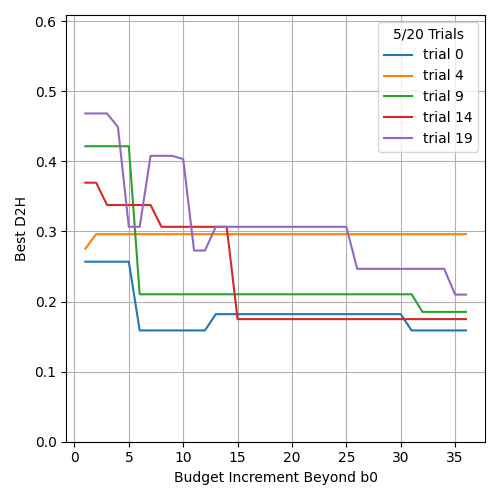 5/20 Trials
trial 0
trial 4
trial 9
trial 14
trial 19
0.6
0.5
0.4
0.3
0.2
0.1
0.0
Best D2H
0 5 10 15 20 25 30 35
Budget Increment Beyond b0